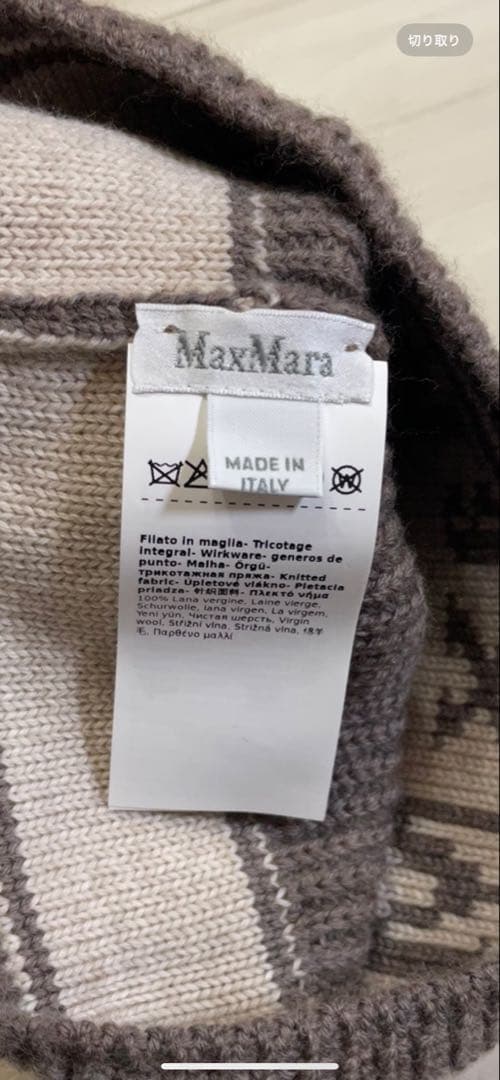 切り取り
MaxMara
MADE IN
ITALY
W
Filato in maglia- Tricotage
integral- Wirkware- generos de
punto- Malha- Örgü-
трикотажная пряжа- Knitted
fabric- Úpletové vlákno- Pletacia
priadza- 针织面料- Πλεκτό νήμα
100% Lana vergine, Laine vierge,
Schurwolle, lana virgen, La virgem,
Yeni yün, Чистая шерсть, Virgin
wool, Střižní vlna, Strižná vlna, 绵羊
毛, Παρθένο μαλλί